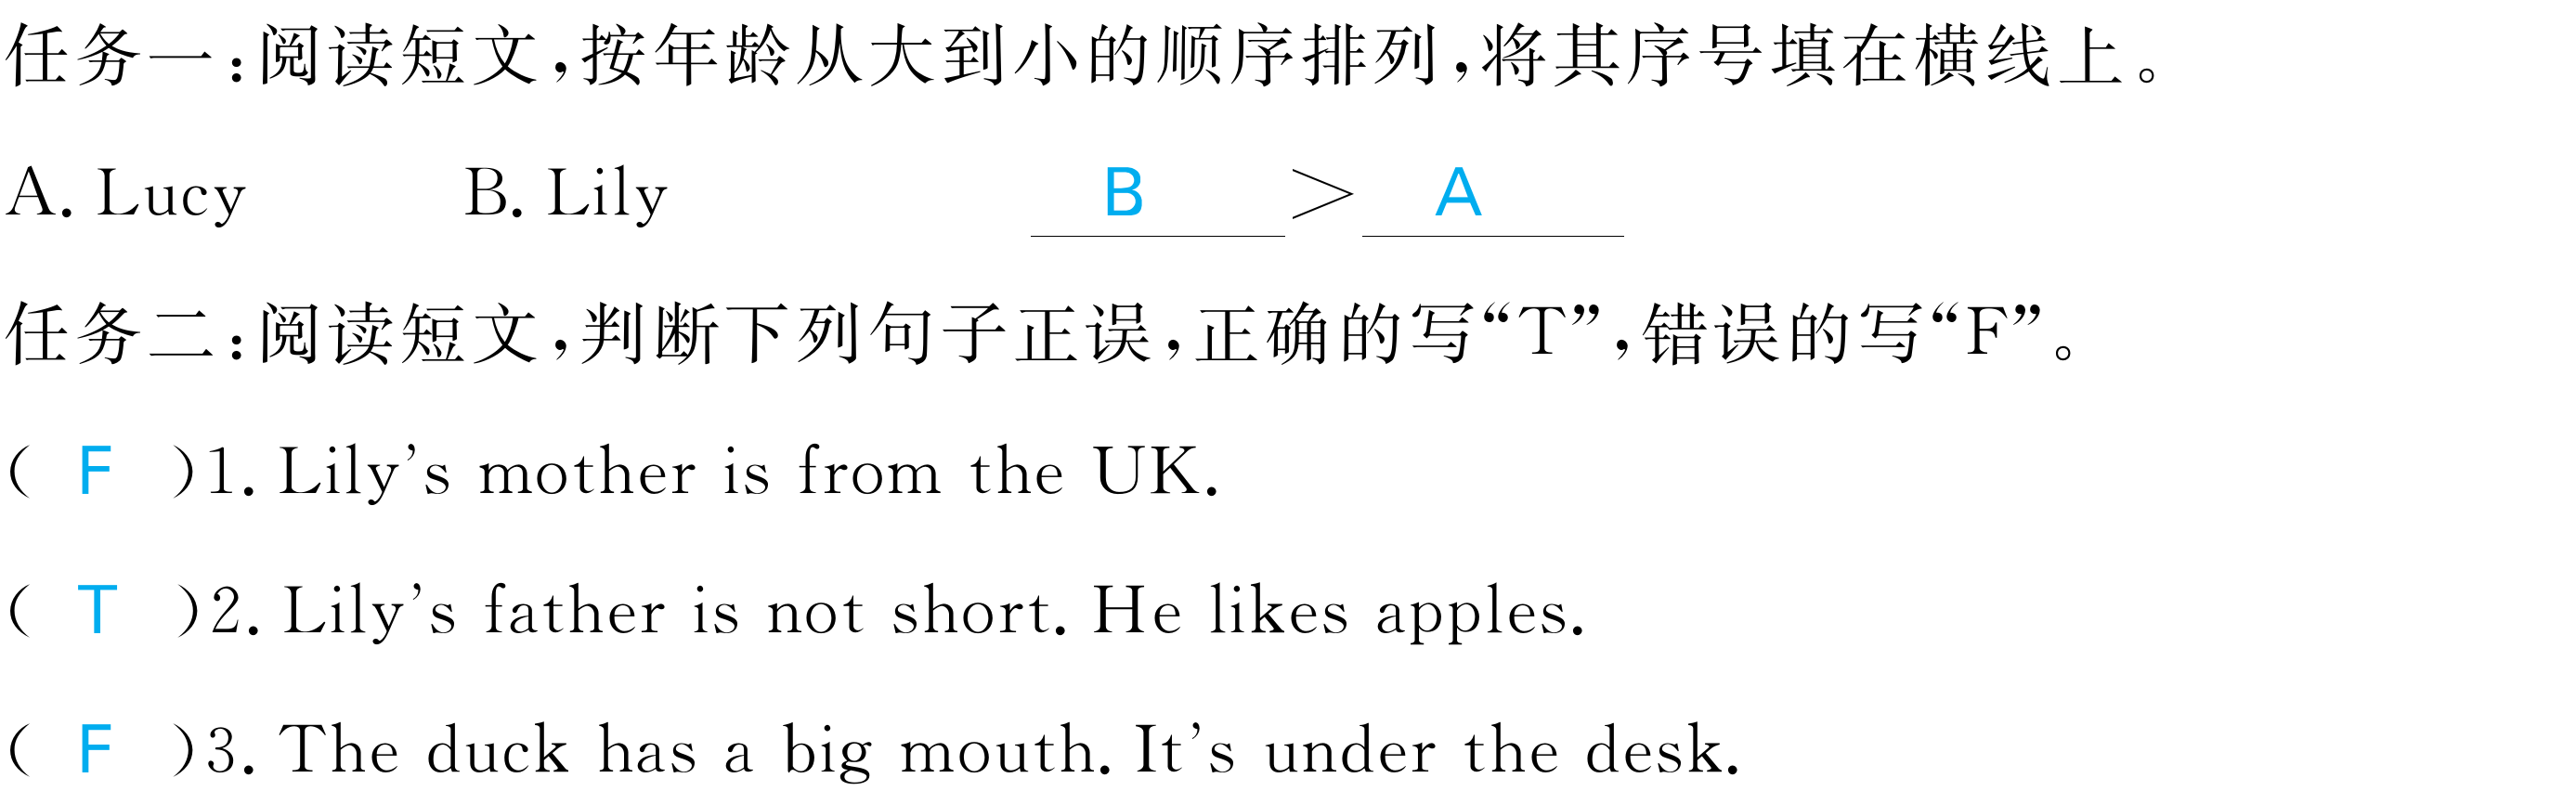 任务一:阅读短文,按年龄从大到小的顺序排列,将其序号填在横线上。
A. Lucy B. Lily B > A
任务二:阅读短文,判断下列句子正误,正确的写“T”,错误的写“F”。
( F )1. Lily’s mother is from the UK.
( T )2. Lily’s father is not short. He likes apples.
( F )3. The duck has a big mouth. It’s under the desk.